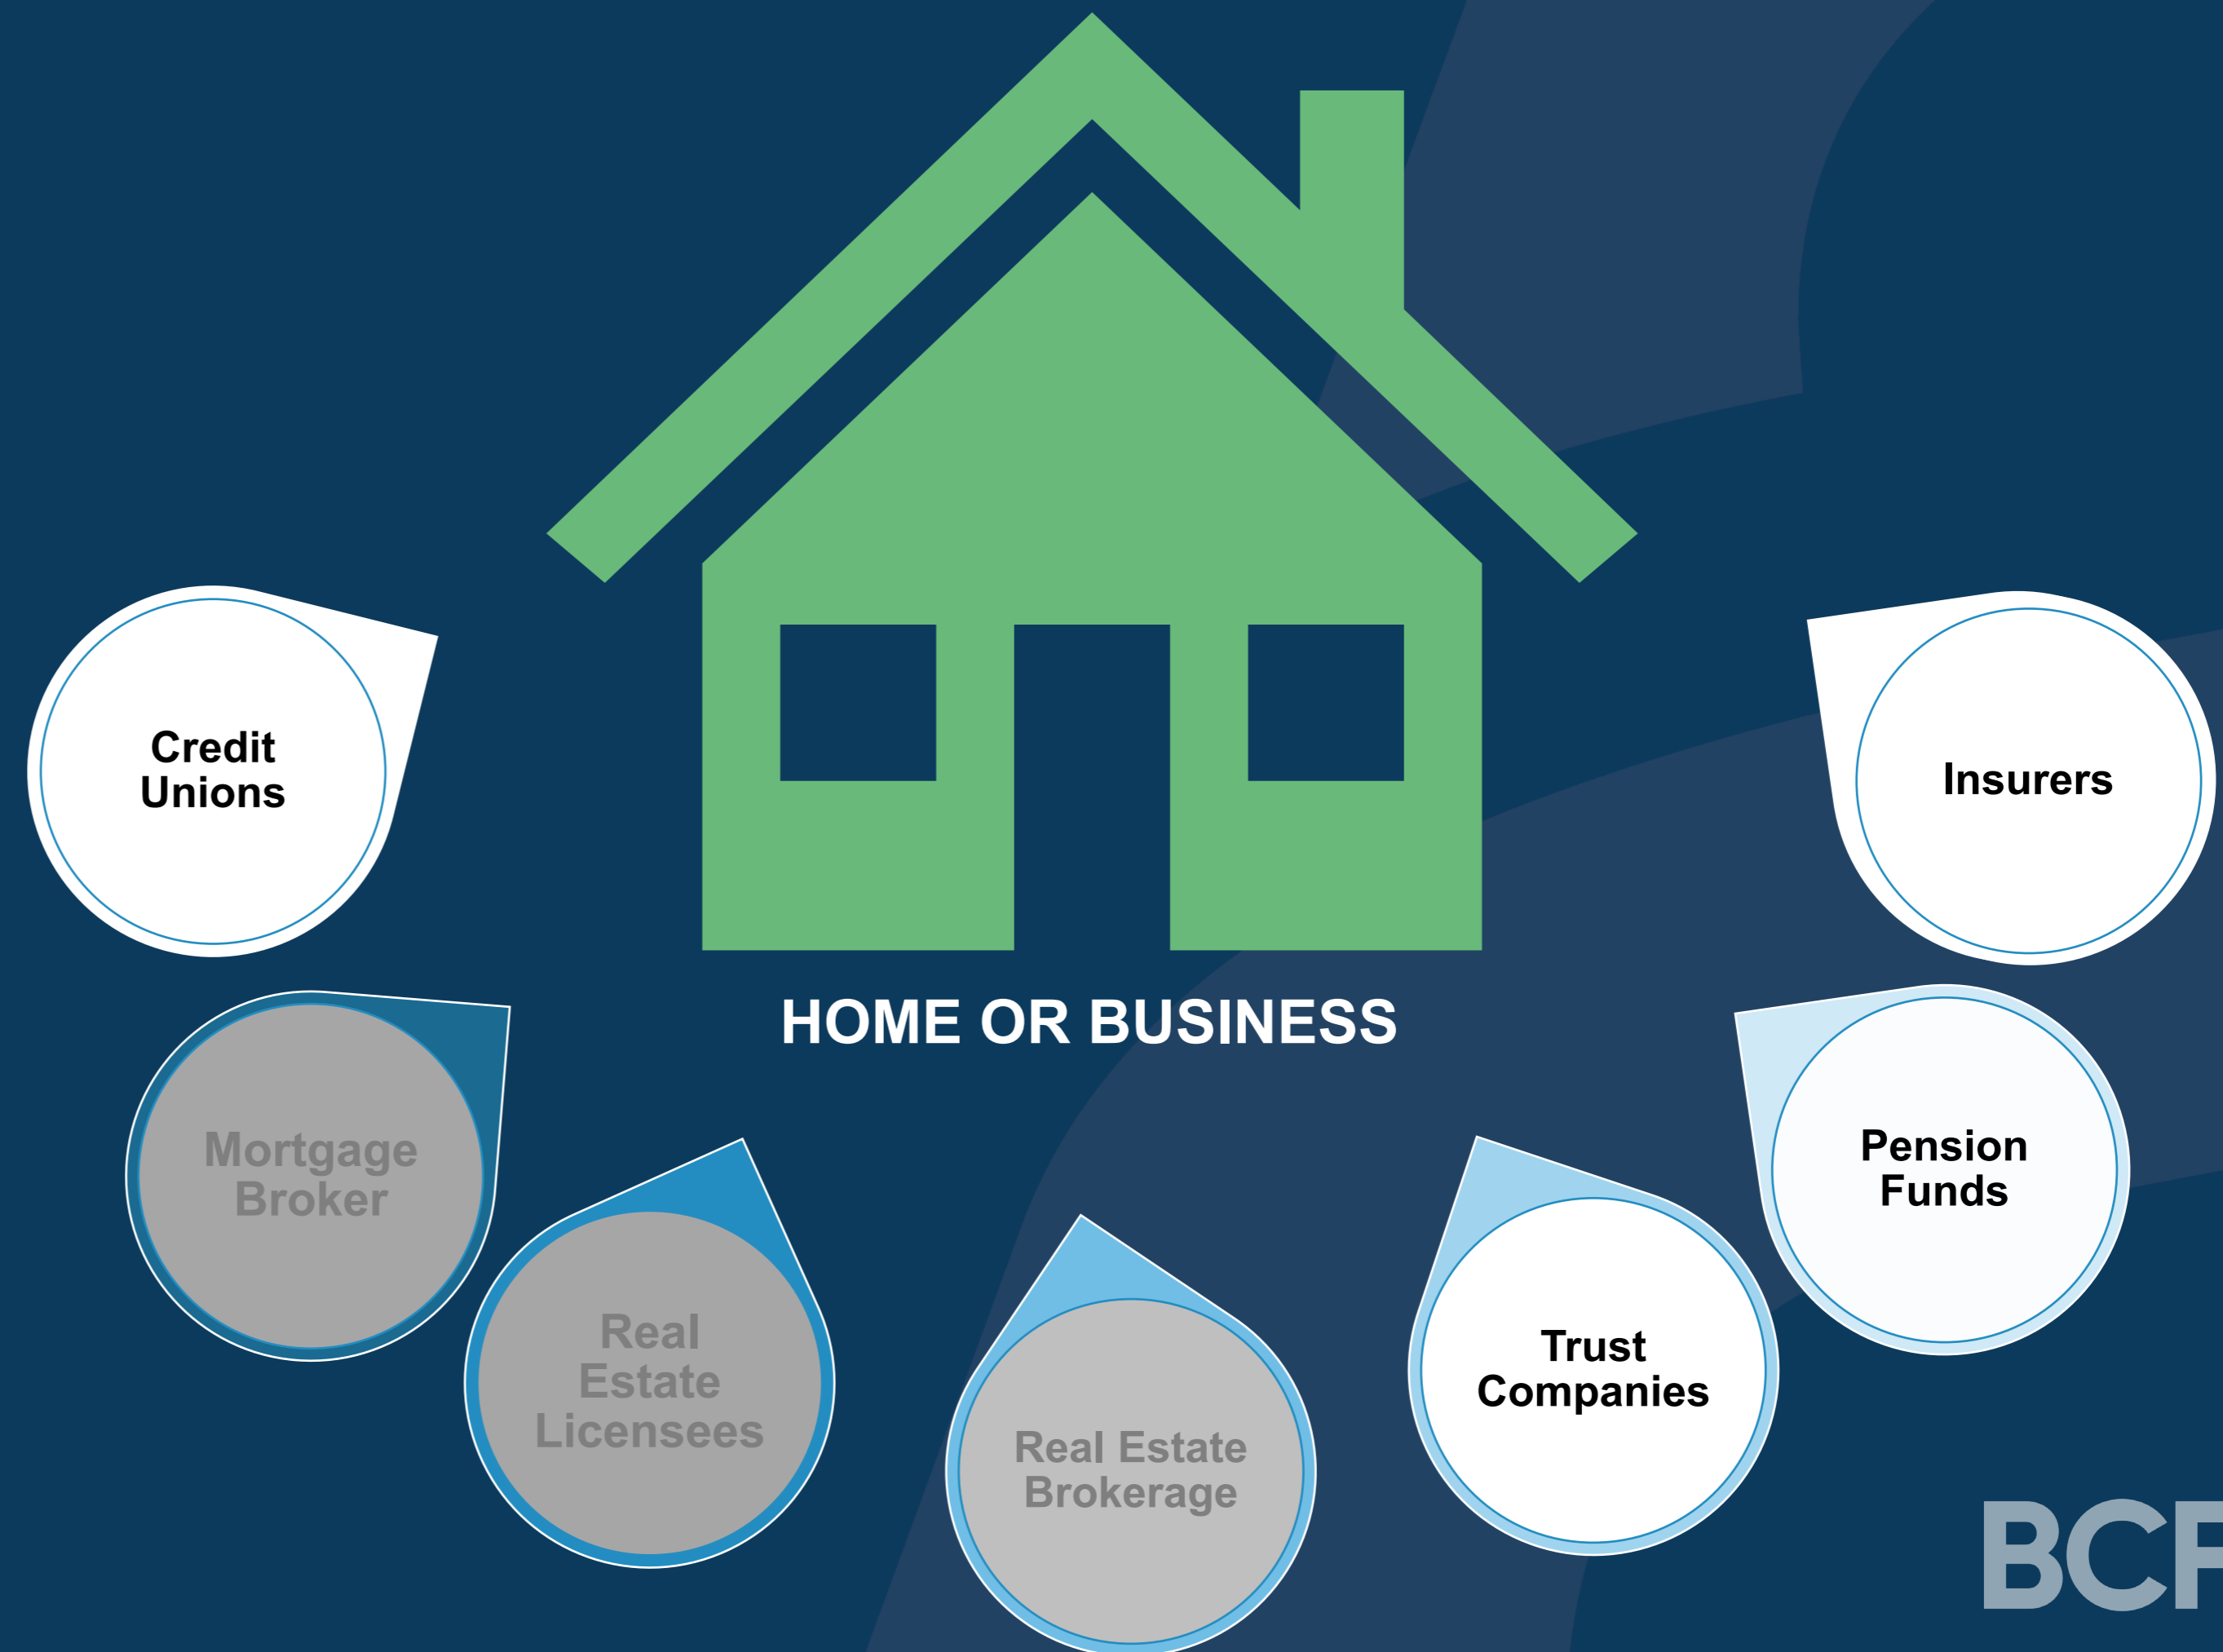 Credit
Unions
Insurers
HOME OR BUSINESS
Mortgage
Broker
Pension
Funds
Real
Estate
Licensees
Trust
Companies
Real Estate
Brokerage
BCF